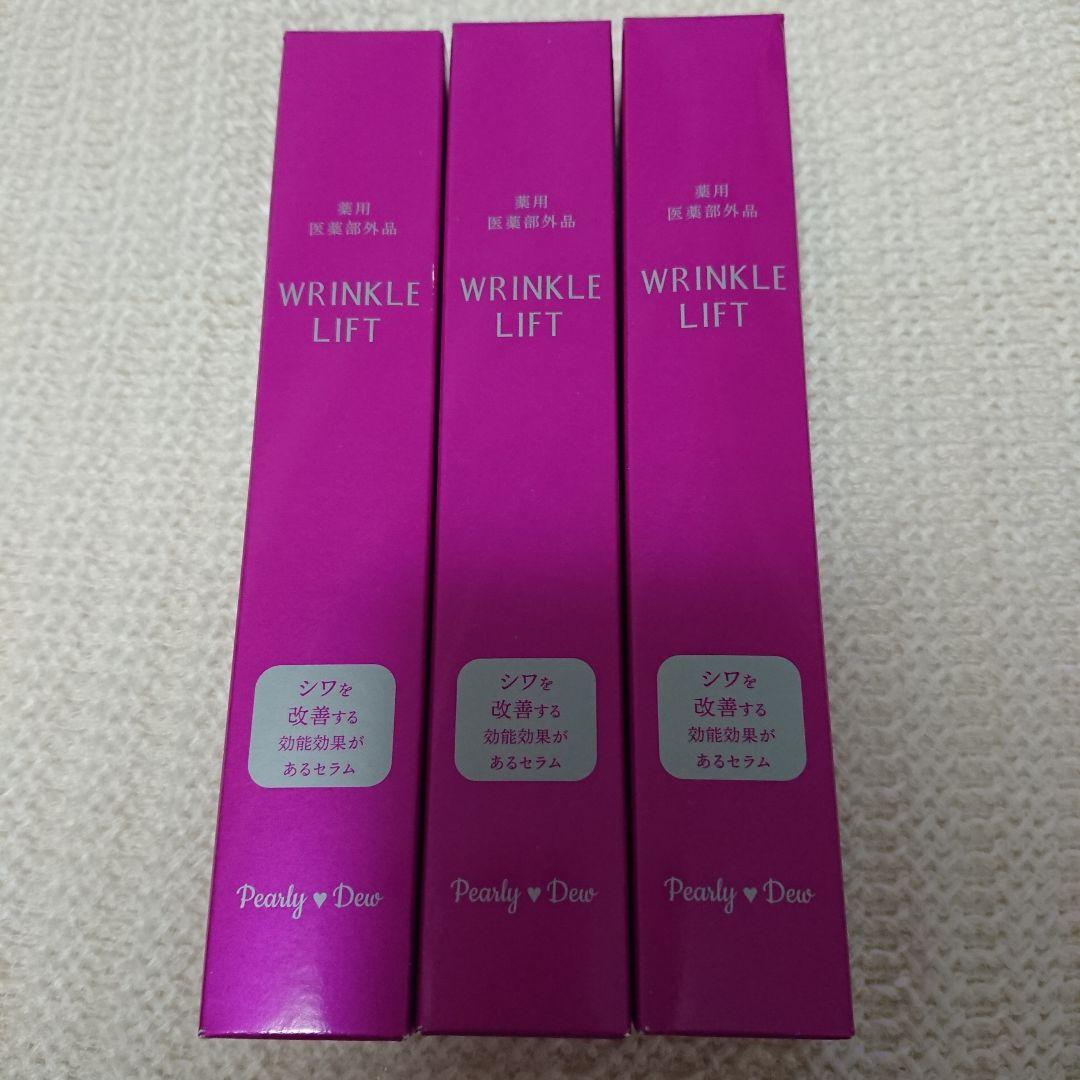 薬用
医薬部外品
WRINKLE
LIFT
シワを
改善する
効能効果が
あるセラム
Pearly ♥ Dew
薬用
医薬部外品
WRINKLE
LIFT
シワを
改善する
効能効果が
あるセラム
Pearly ♥ Dew
薬用
医薬部外品
WRINKLE
LIFT
シワを
改善する
効能効果が
あるセラム
Pearly ♥ Dew